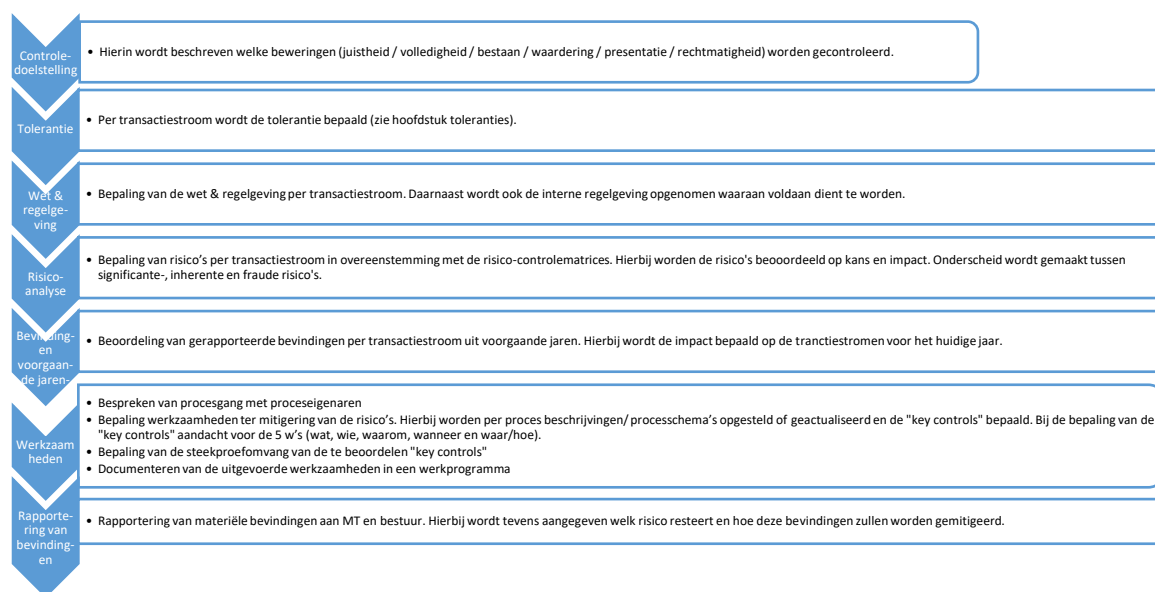 Controle-
doelstelling
• Hierin wordt beschreven welke beweringen (juistheid / volledigheid / bestaan / waardering / presentatie / rechtmatigheid) worden gecontroleerd.
Tolerantie
• Per transactiestroom wordt de tolerantie bepaald (zie hoofdstuk toleranties).
Wet &
regelge-
ving
• Bepaling van de wet & regelgeving per transactiestroom. Daarnaast wordt ook de interne regelgeving opgenomen waaraan voldaan dient te worden.
Risico-
analyse
• Bepaling van risico's per transactiestroom in overeenstemming met de risico-controlematrices. Hierbij worden de risico's beooordeeld op kans en impact. Onderscheid wordt gemaakt tussen
significante-, inherente en fraude risico's.
Bevinding-
en
voorgaan-
de jaren-
• Beoordeling van gerapporteerde bevindingen per transactiestroom uit voorgaande jaren. Hierbij wordt de impact bepaald op de tranctiestromen voor het huidige jaar.
Werkzaam
heden
• Bespreken van procesgang met proceseigenaren
• Bepaling werkzaamheden ter mitigering van de risico's. Hierbij worden per proces beschrijvingen/ processchema's opgesteld of geactualiseerd en de "key controls" bepaald. Bij de bepaling van de
"key controls" aandacht voor de 5 w's (wat, wie, waarom, wanneer en waar/hoe).
• Bepaling van de steekproefomvang van de te beoordelen "key controls"
• Documenteren van de uitgevoerde werkzaamheden in een werkprogramma
Rapporte-
ring van
bevinding-
en
• Rapportering van materiële bevindingen aan MT en bestuur. Hierbij wordt tevens aangegeven welk risico resteert en hoe deze bevindingen zullen worden gemitigeerd.